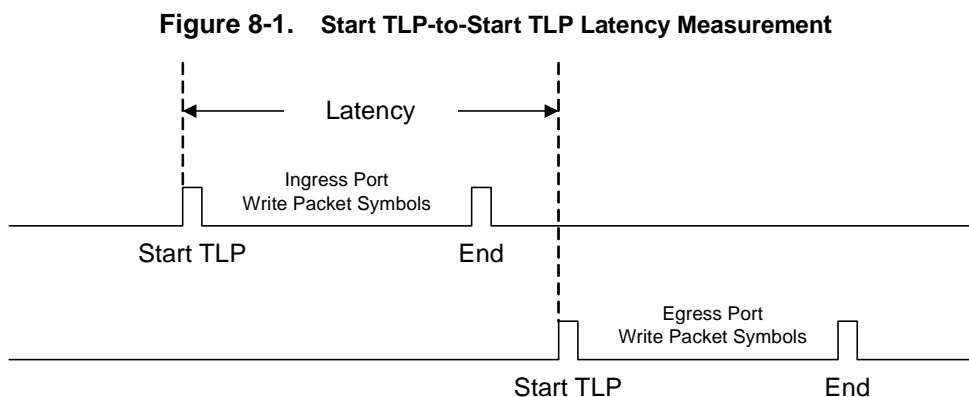 Figure 8-1. Start TLP-to-Start TLP Latency Measurement
Latency
Ingress Port
Write Packet Symbols
Start TLP
End
Egress Port
Write Packet Symbols
Start TLP
End